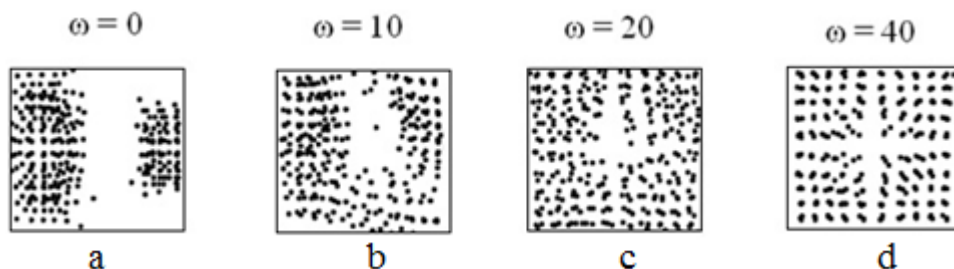 ω = 0 ω = 10 ω = 20 ω = 40
a b c d